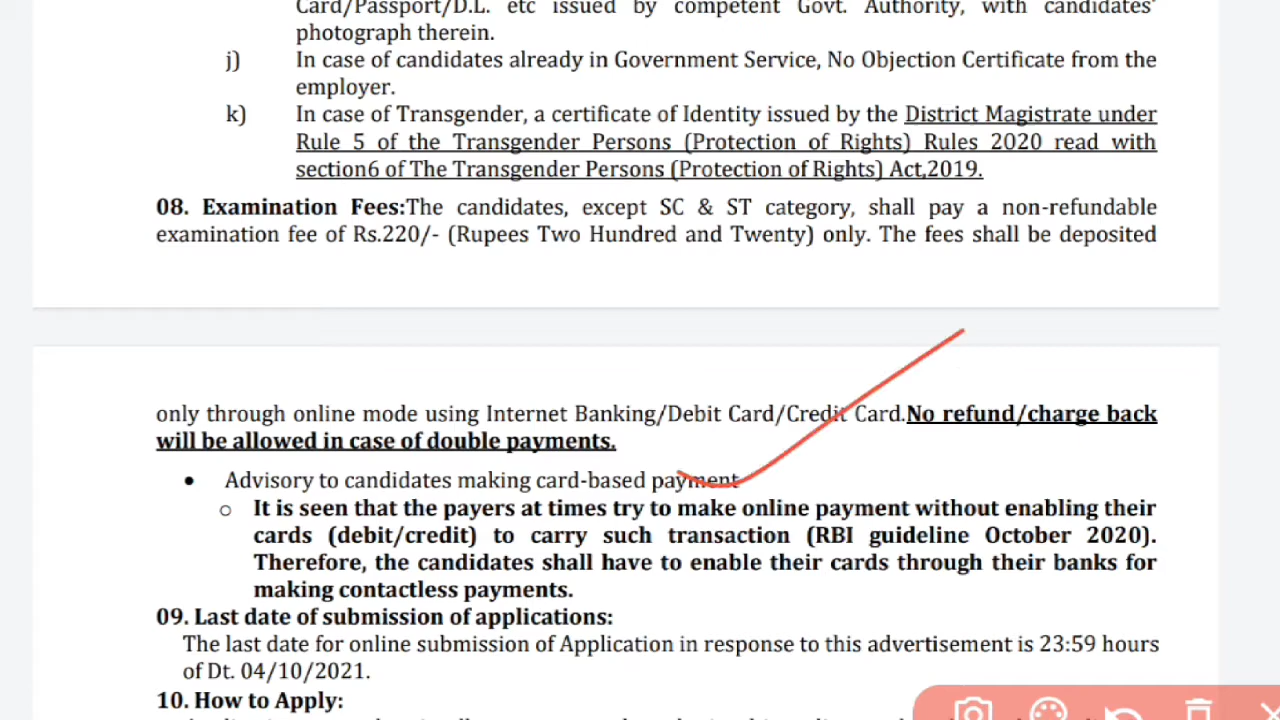 Card/Passport/D.L. etc issued by competent Govt. Authority, with candidates'
photograph therein.
j) In case of candidates already in Government Service, No Objection Certificate from the
employer.
k) In case of Transgender, a certificate of Identity issued by the District Magistrate under
Rule 5 of the Transgender Persons (Protection of Rights) Rules 2020 read with
section6 of The Transgender Persons (Protection of Rights) Act,2019.
08. Examination Fees:The candidates, except SC & ST category, shall pay a non-refundable
examination fee of Rs.220/- (Rupees Two Hundred and Twenty) only. The fees shall be deposited
only through online mode using Internet Banking/Debit Card/Credit Card.No refund/charge back
will be allowed in case of double payments.
• Advisory to candidates making card-based payment
o It is seen that the payers at times try to make online payment without enabling their
cards (debit/credit) to carry such transaction (RBI guideline October 2020).
Therefore, the candidates shall have to enable their cards through their banks for
making contactless payments.
09. Last date of submission of applications:
The last date for online submission of Application in response to this advertisement is 23:59 hours
of Dt. 04/10/2021.
10. How to Apply: